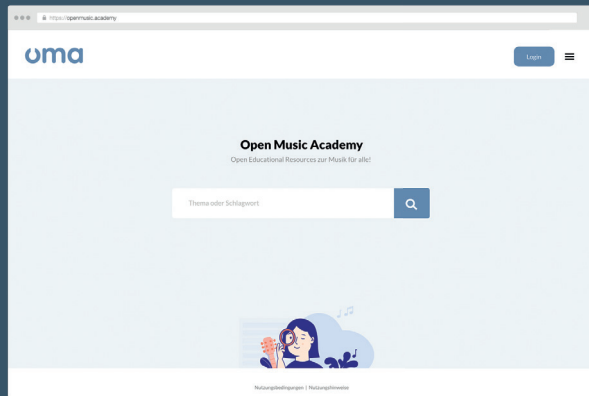 https://openmusic.academy
oma
Login
Open Music Academy
Open Educational Resources zur Musik für alle!
Thema oder Schlagwort
Nutzungsbedingungen | Nutzungshinweise